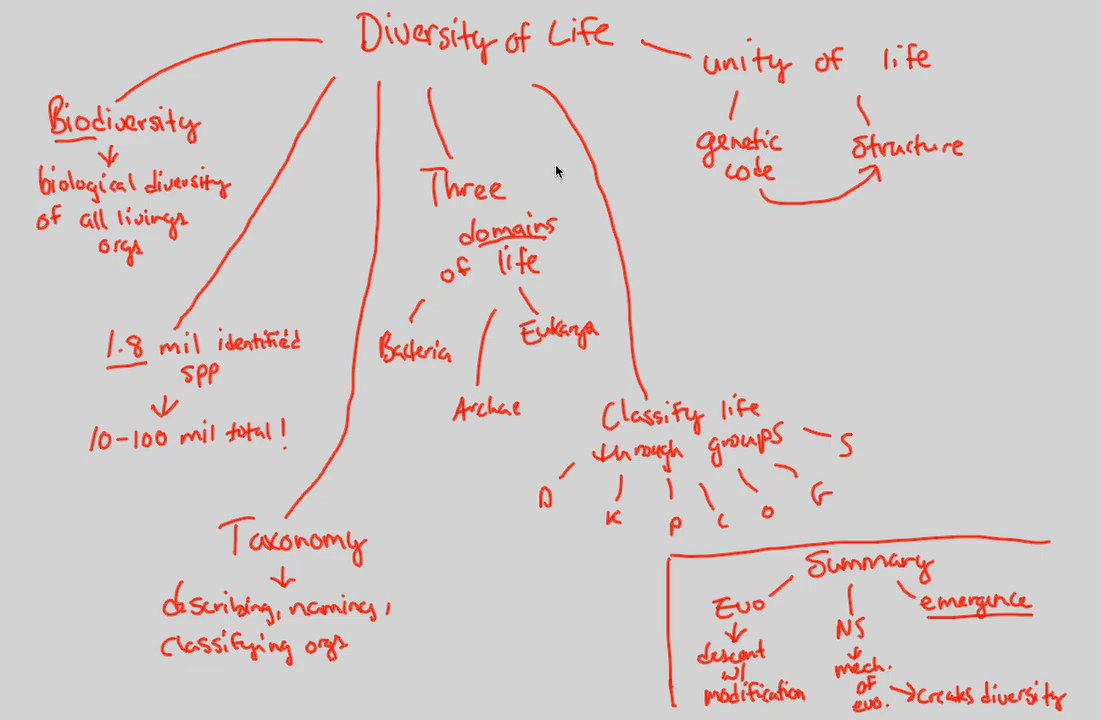 Diversity of Life
unity of life
genetic
code
structure
Biodiversity
biological diversity
of all livings
orgs
Three
domains
of life
Bacteria
Archae
Eukarya
1.8 mil identified
spp
10-100 mil total!
Classify life
through groups
D K P C O G S
Taxonomy
describing, naming,
classifying orgs
Summary
Evo
descent
w/
modification
NS
mech.
of
evo.
creates diversity
emergence